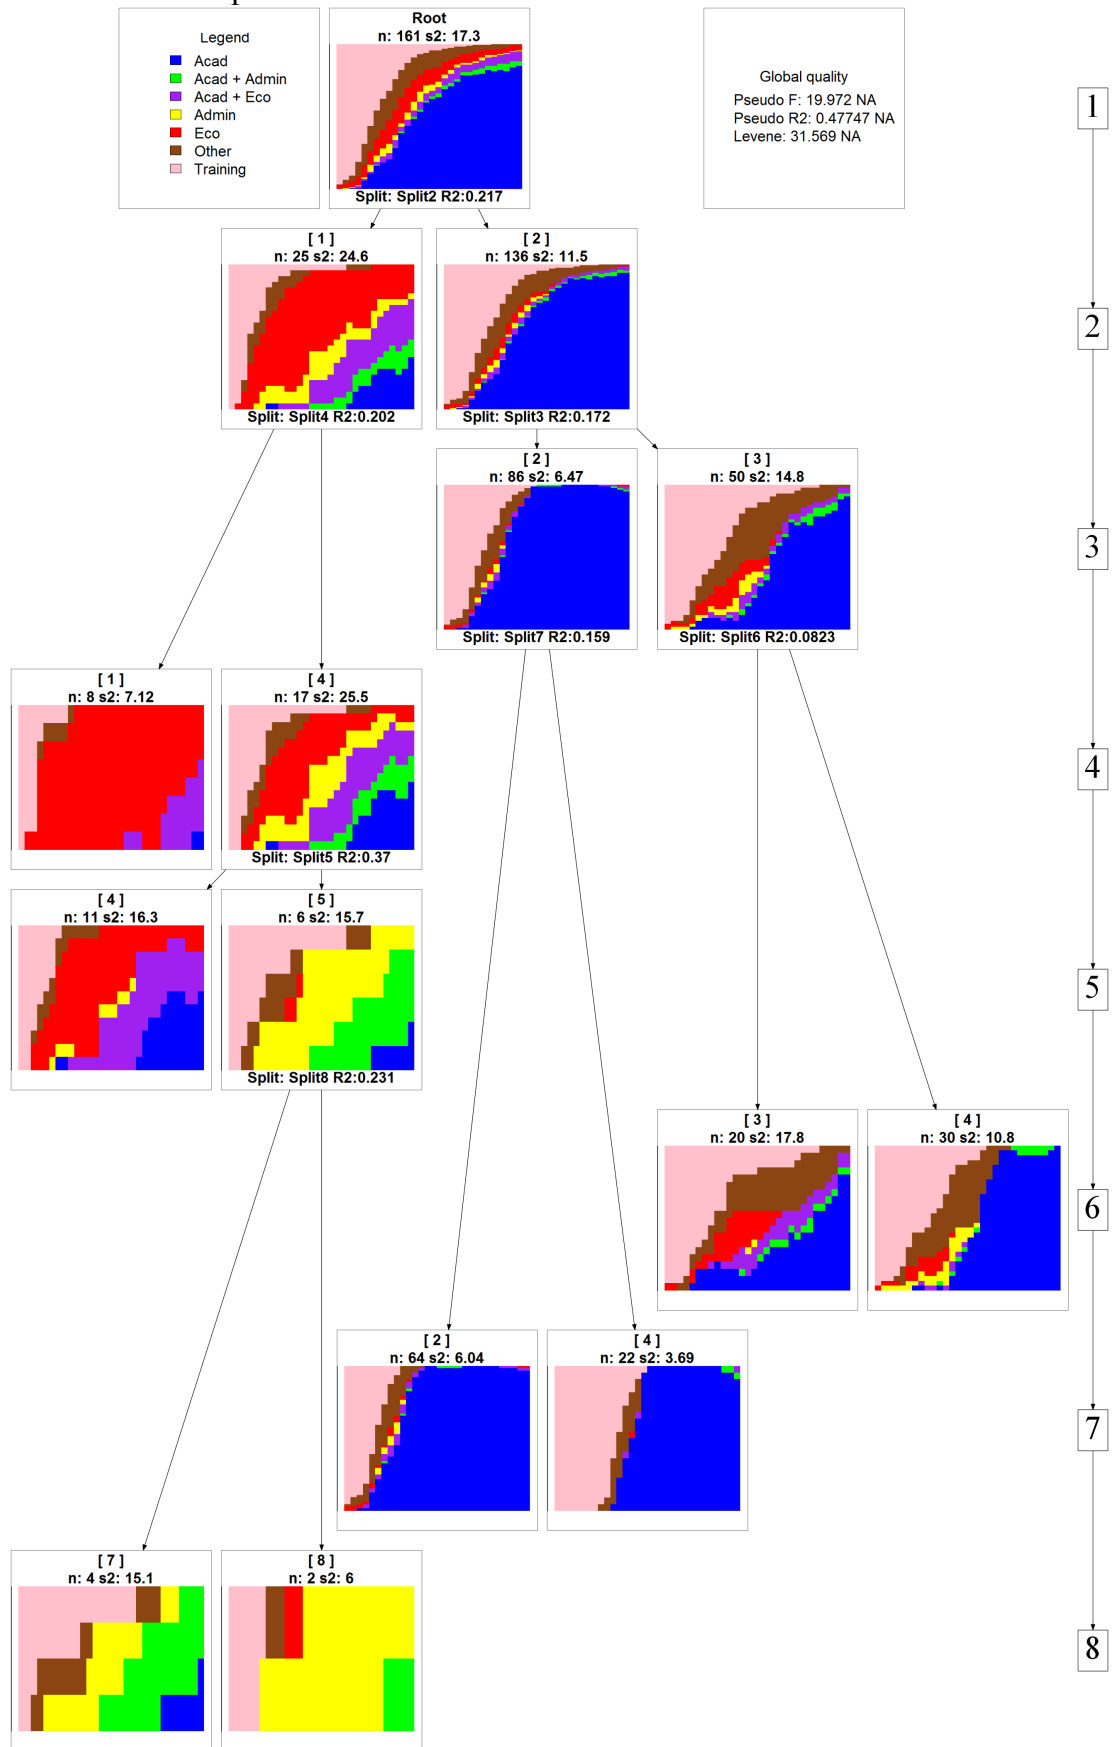 Legend
Acad
Acad + Admin
Acad + Eco
Admin
Eco
Other
Training
Root
n: 161 s2: 17.3
Split: Split2 R2:0.217
Global quality
Pseudo F: 19.972 NA
Pseudo R2: 0.47747 NA
Levene: 31.569 NA
1
[ 1 ]
n: 25 s2: 24.6
Split: Split4 R2:0.202
[ 2 ]
n: 136 s2: 11.5
Split: Split3 R2:0.172
2
[ 2 ]
n: 86 s2: 6.47
Split: Split7 R2:0.159
[ 3 ]
n: 50 s2: 14.8
Split: Split6 R2:0.0823
3
[ 1 ]
n: 8 s2: 7.12
[ 4 ]
n: 17 s2: 25.5
Split: Split5 R2:0.37
4
[ 4 ]
n: 11 s2: 16.3
[ 5 ]
n: 6 s2: 15.7
Split: Split8 R2:0.231
5
[ 3 ]
n: 20 s2: 17.8
[ 4 ]
n: 30 s2: 10.8
6
[ 2 ]
n: 64 s2: 6.04
[ 4 ]
n: 22 s2: 3.69
7
[ 7 ]
n: 4 s2: 15.1
[ 8 ]
n: 2 s2: 6
8